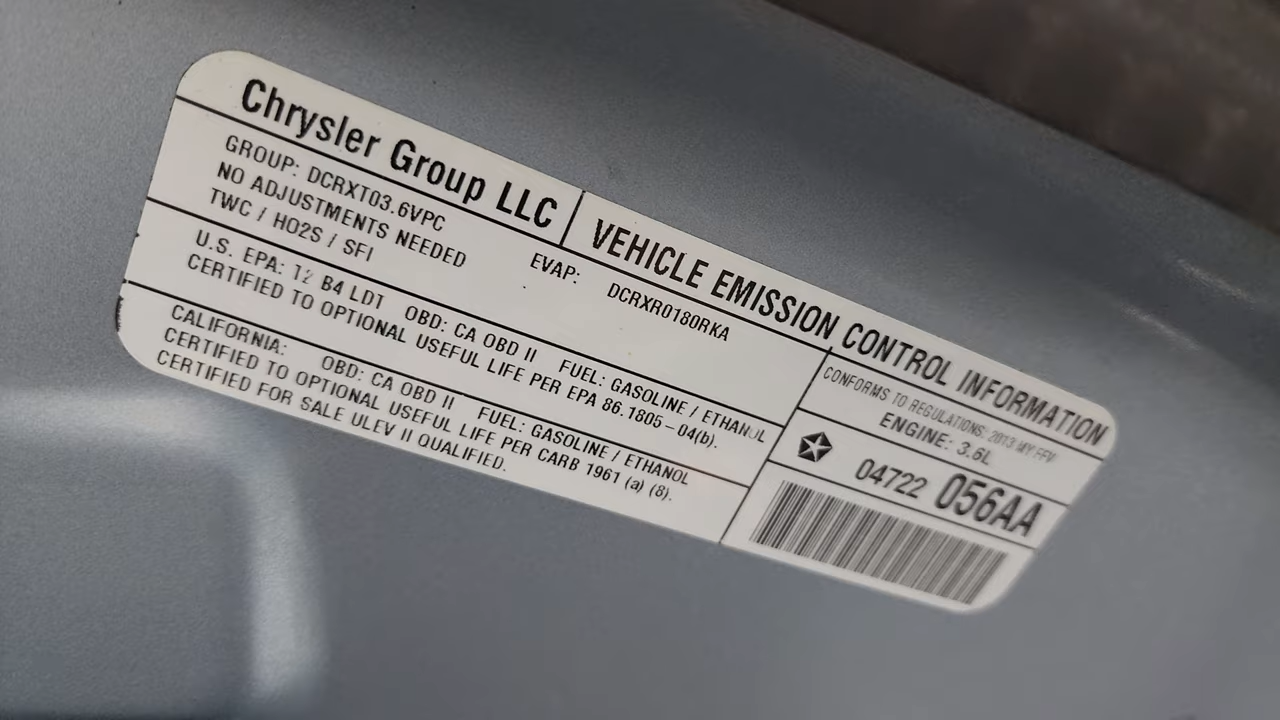 Chrysler Group LLC
VEHICLE EMISSION CONTROL INFORMATION
GROUP: DCRXT03.6VPC
EVAP: DCRXR0180RKA
NO ADJUSTMENTS NEEDED
TWC / HO2S / SFI
U.S. EPA: T2 B4 LDT OBD: CA OBD II FUEL: GASOLINE / ETHANOL
CERTIFIED TO OPTIONAL USEFUL LIFE PER EPA 86.1805-04(b).
CALIFORNIA: OBD: CA OBD II FUEL: GASOLINE / ETHANOL
CERTIFIED TO OPTIONAL USEFUL LIFE PER CARB 1961 (a) (8).
CERTIFIED FOR SALE ULEV II QUALIFIED.
CONFORMS TO REGULATIONS: 2013 MY FFV
ENGINE: 3.6L
04722 056AA